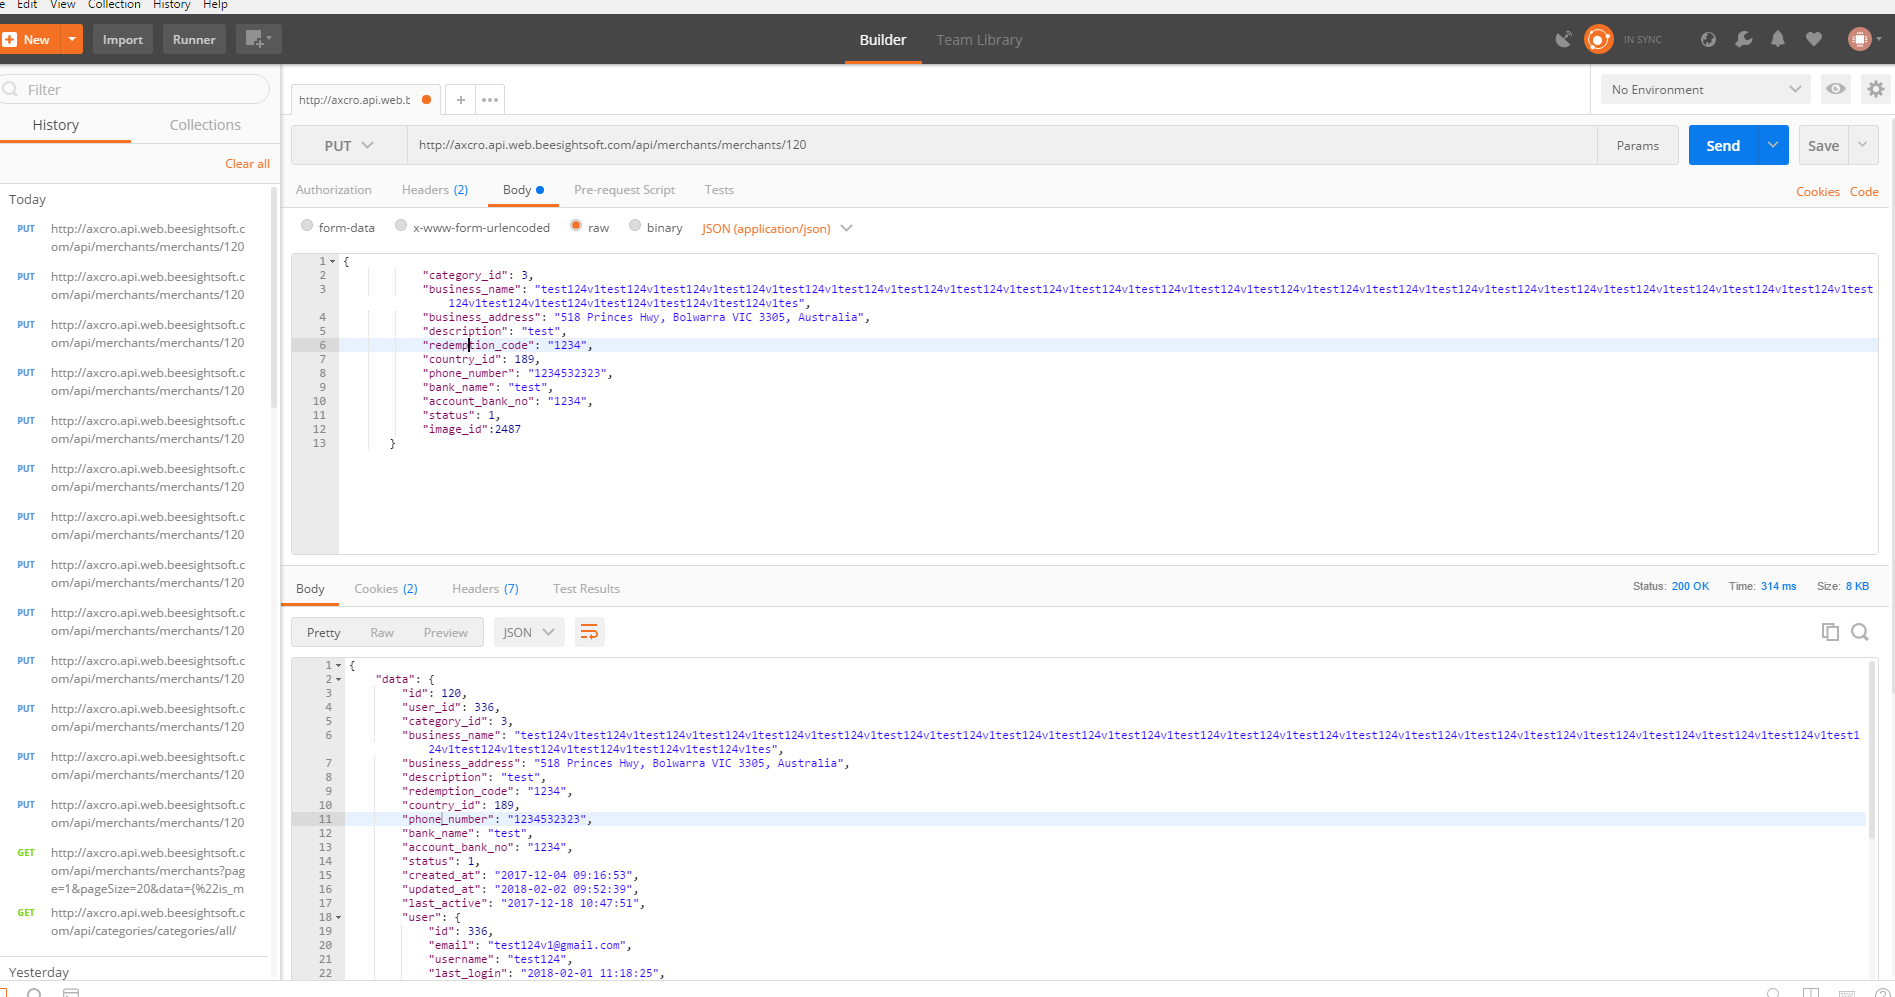 e Edit View Collection History Help
New Import Runner Builder Team Library IN SYNC
Filter
History Collections
Clear all
Today
PUT http://axcro.api.web.beesightsoft.c
om/api/merchants/merchants/120
PUT http://axcro.api.web.beesightsoft.c
om/api/merchants/merchants/120
PUT http://axcro.api.web.beesightsoft.c
om/api/merchants/merchants/120
PUT http://axcro.api.web.beesightsoft.c
om/api/merchants/merchants/120
PUT http://axcro.api.web.beesightsoft.c
om/api/merchants/merchants/120
PUT http://axcro.api.web.beesightsoft.c
om/api/merchants/merchants/120
PUT http://axcro.api.web.beesightsoft.c
om/api/merchants/merchants/120
PUT http://axcro.api.web.beesightsoft.c
om/api/merchants/merchants/120
PUT http://axcro.api.web.beesightsoft.c
om/api/merchants/merchants/120
PUT http://axcro.api.web.beesightsoft.c
om/api/merchants/merchants/120
PUT http://axcro.api.web.beesightsoft.c
om/api/merchants/merchants/120
PUT http://axcro.api.web.beesightsoft.c
om/api/merchants/merchants/120
PUT http://axcro.api.web.beesightsoft.c
om/api/merchants/merchants/120
GET http://axcro.api.web.beesightsoft.c
om/api/merchants/merchants?pag
e=1&pageSize=20&data={%22is_m
GET http://axcro.api.web.beesightsoft.c
om/api/categories/categories/all/
Yesterday
http://axcro.api.web.b + ••• No Environment
PUT http://axcro.api.web.beesightsoft.com/api/merchants/merchants/120 Params Send Save
Authorization Headers (2) Body Pre-request Script Tests Cookies Code
form-data x-www-form-urlencoded raw binary JSON (application/json)
1 {
2 "category_id": 3,
3 "business_name": "test124v1test124v1test124v1test124v1test124v1test124v1test124v1test124v1test124v1test124v1test124v1test124v1test124v1test124v1test124v1test124v1test124v1test124v1test124v1test124v1test124v1test124v1test
124v1test124v1test124v1test124v1test124v1test124v1tes",
4 "business_address": "518 Princes Hwy, Bolwarra VIC 3305, Australia",
5 "description": "test",
6 "redemption_code": "1234",
7 "country_id": 189,
8 "phone_number": "1234532323",
9 "bank_name": "test",
10 "account_bank_no": "1234",
11 "status": 1,
12 "image_id":2487
13 }
Body Cookies (2) Headers (7) Test Results Status: 200 OK Time: 314 ms Size: 8 KB
Pretty Raw Preview JSON
1 {
2 "data": {
3 "id": 120,
4 "user_id": 336,
5 "category_id": 3,
6 "business_name": "test124v1test124v1test124v1test124v1test124v1test124v1test124v1test124v1test124v1test124v1test124v1test124v1test124v1test124v1test124v1test124v1test124v1test124v1test124v1test124v1test124v1test124v1test1
24v1test124v1test124v1test124v1test124v1test124v1tes",
7 "business_address": "518 Princes Hwy, Bolwarra VIC 3305, Australia",
8 "description": "test",
9 "redemption_code": "1234",
10 "country_id": 189,
11 "phone_number": "1234532323",
12 "bank_name": "test",
13 "account_bank_no": "1234",
14 "status": 1,
15 "created_at": "2017-12-04 09:16:53",
16 "updated_at": "2018-02-02 09:52:39",
17 "last_active": "2017-12-18 10:47:51",
18 "user": {
19 "id": 336,
20 "email": "test124v1@gmail.com",
21 "username": "test124",
22 "last_login": "2018-02-01 11:18:25",